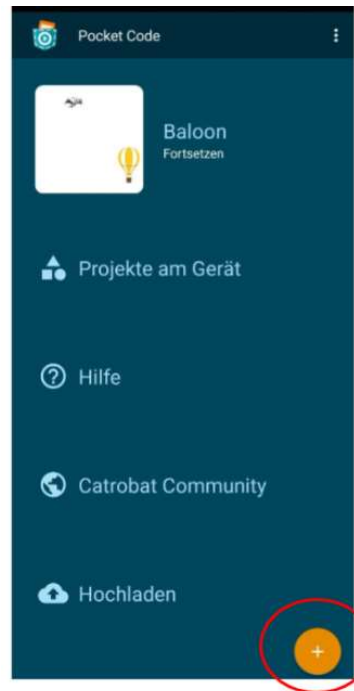 Pocket Code
Baloon
Fortsetzen
Projekte am Gerät
Hilfe
Catrobat Community
Hochladen
+